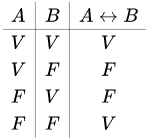 A B A ↔ B
V V V
V F F
F V F
F F V